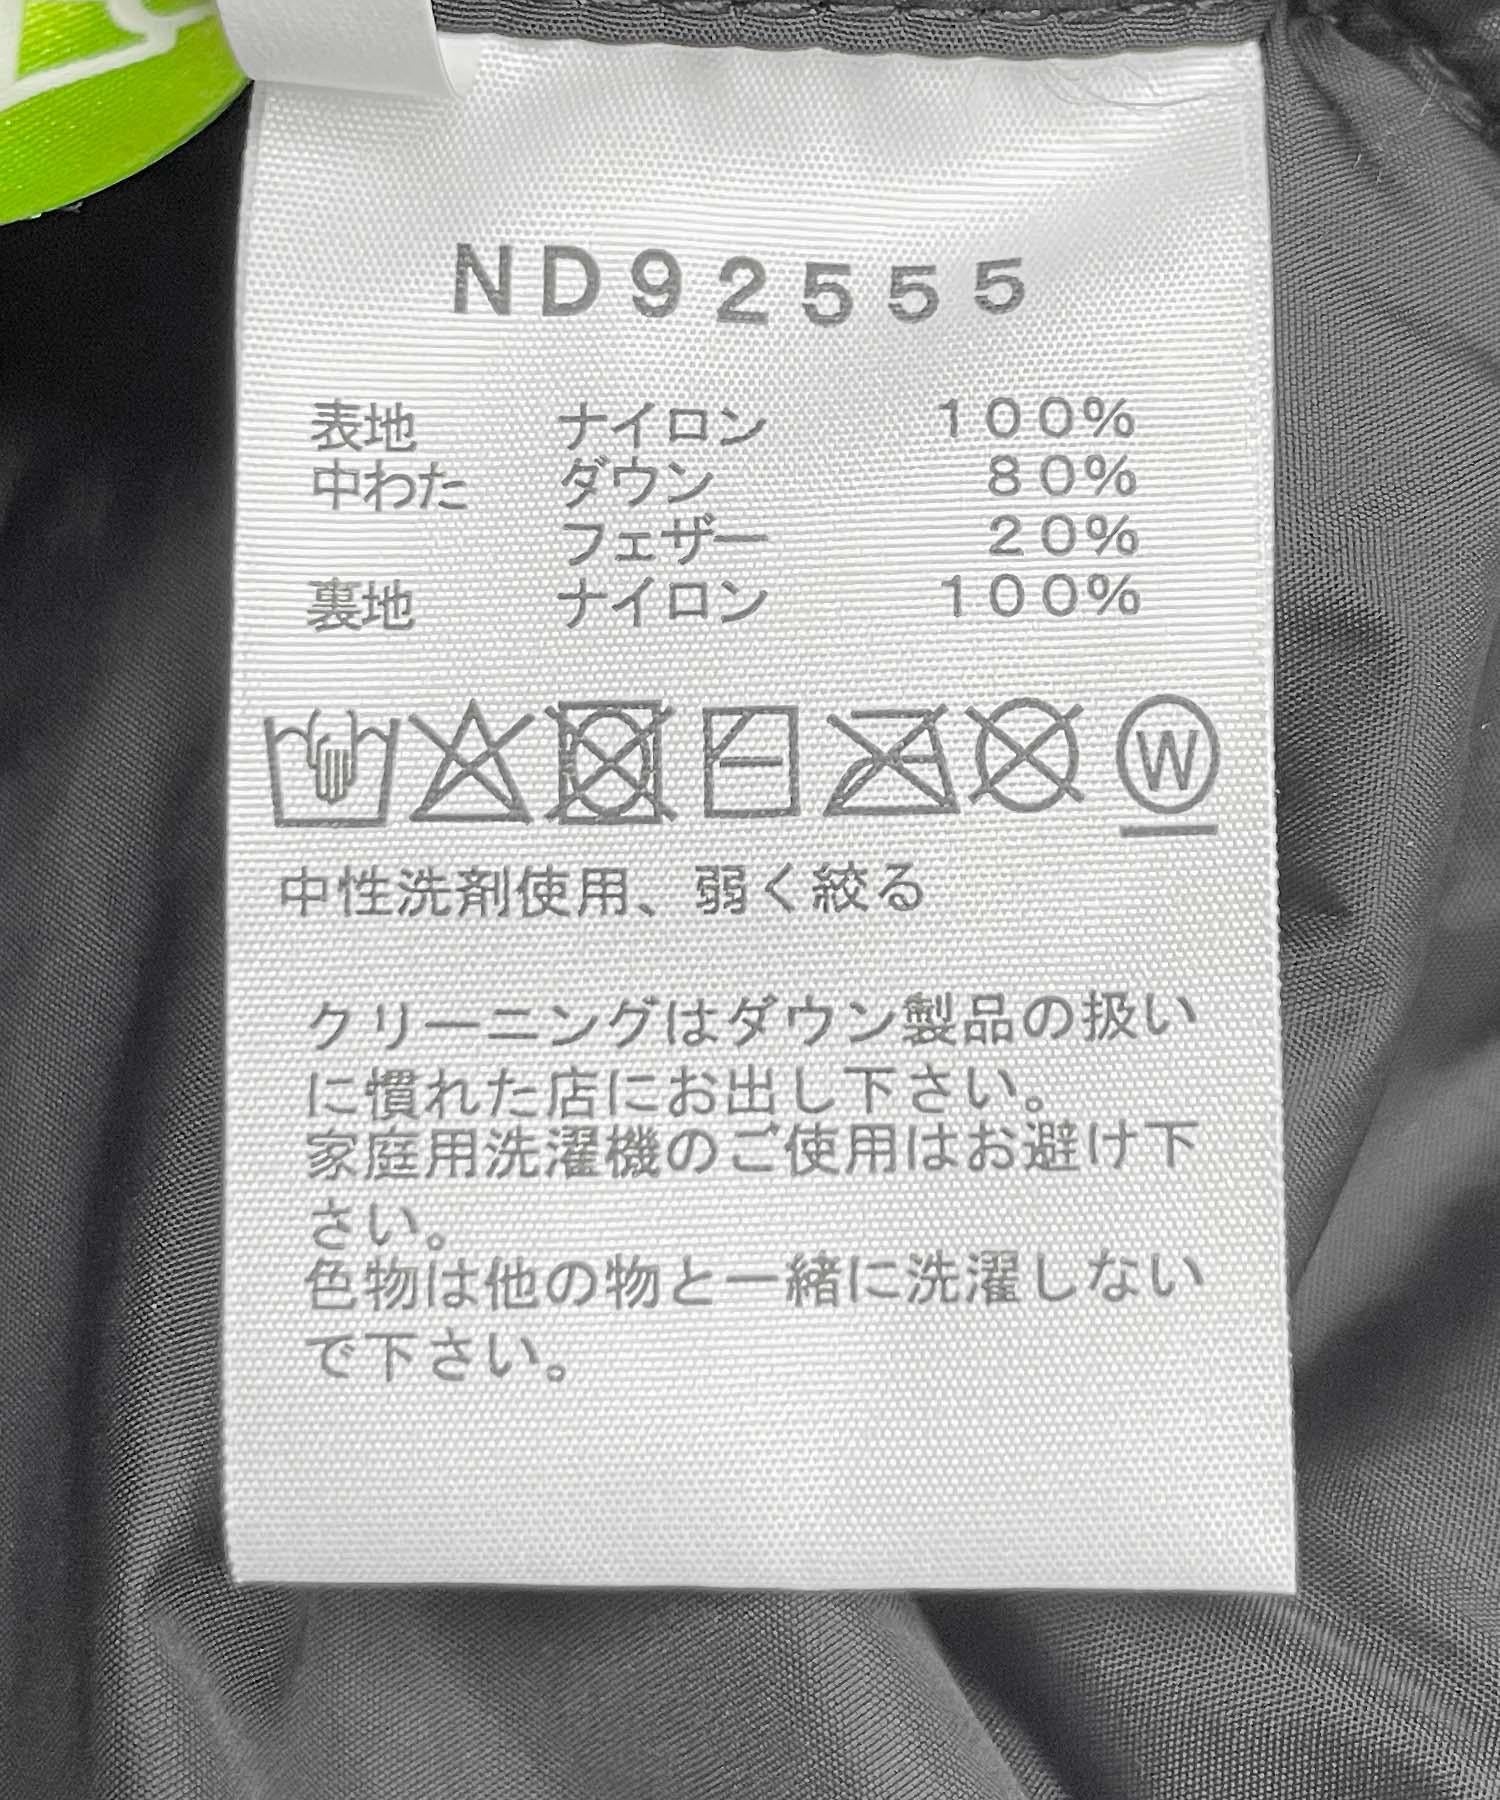 ND92555
表地 ナイロン 100%
中わた ダウン 80%
フェザー 20%
裏地 ナイロン 100%
W
中性洗剤使用、弱く絞る
クリーニングはダウン製品の扱い
に慣れた店にお出し下さい。
家庭用洗濯機のご使用はお避け下
さい。
色物は他の物と一緒に洗濯しない
で下さい。